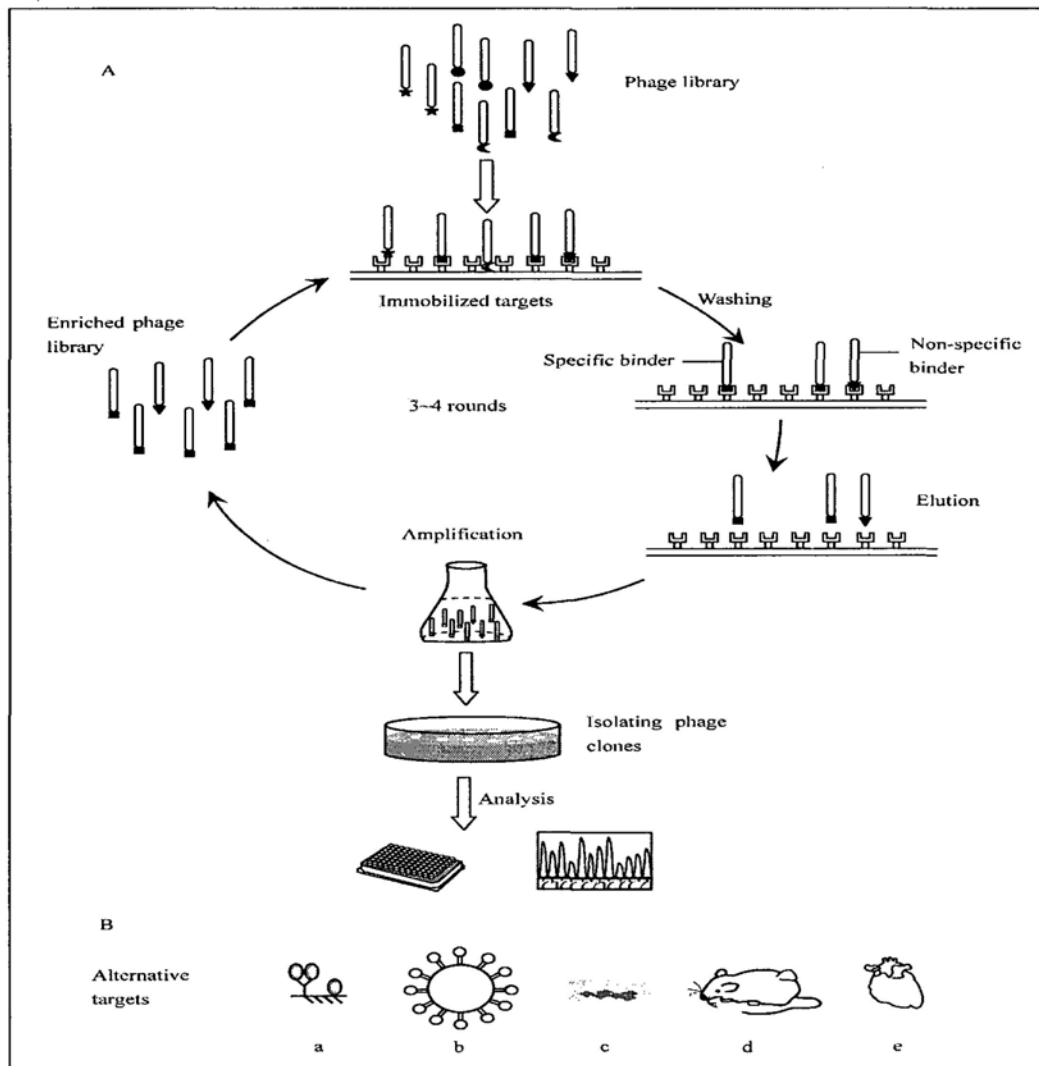 A
Phage library
Immobilized targets
Washing
Enriched phage
library
Specific binder
Non-specific
binder
3–4 rounds
Elution
Amplification
Isolating phage
clones
Analysis
B
Alternative
targets
a
b
c
d
e